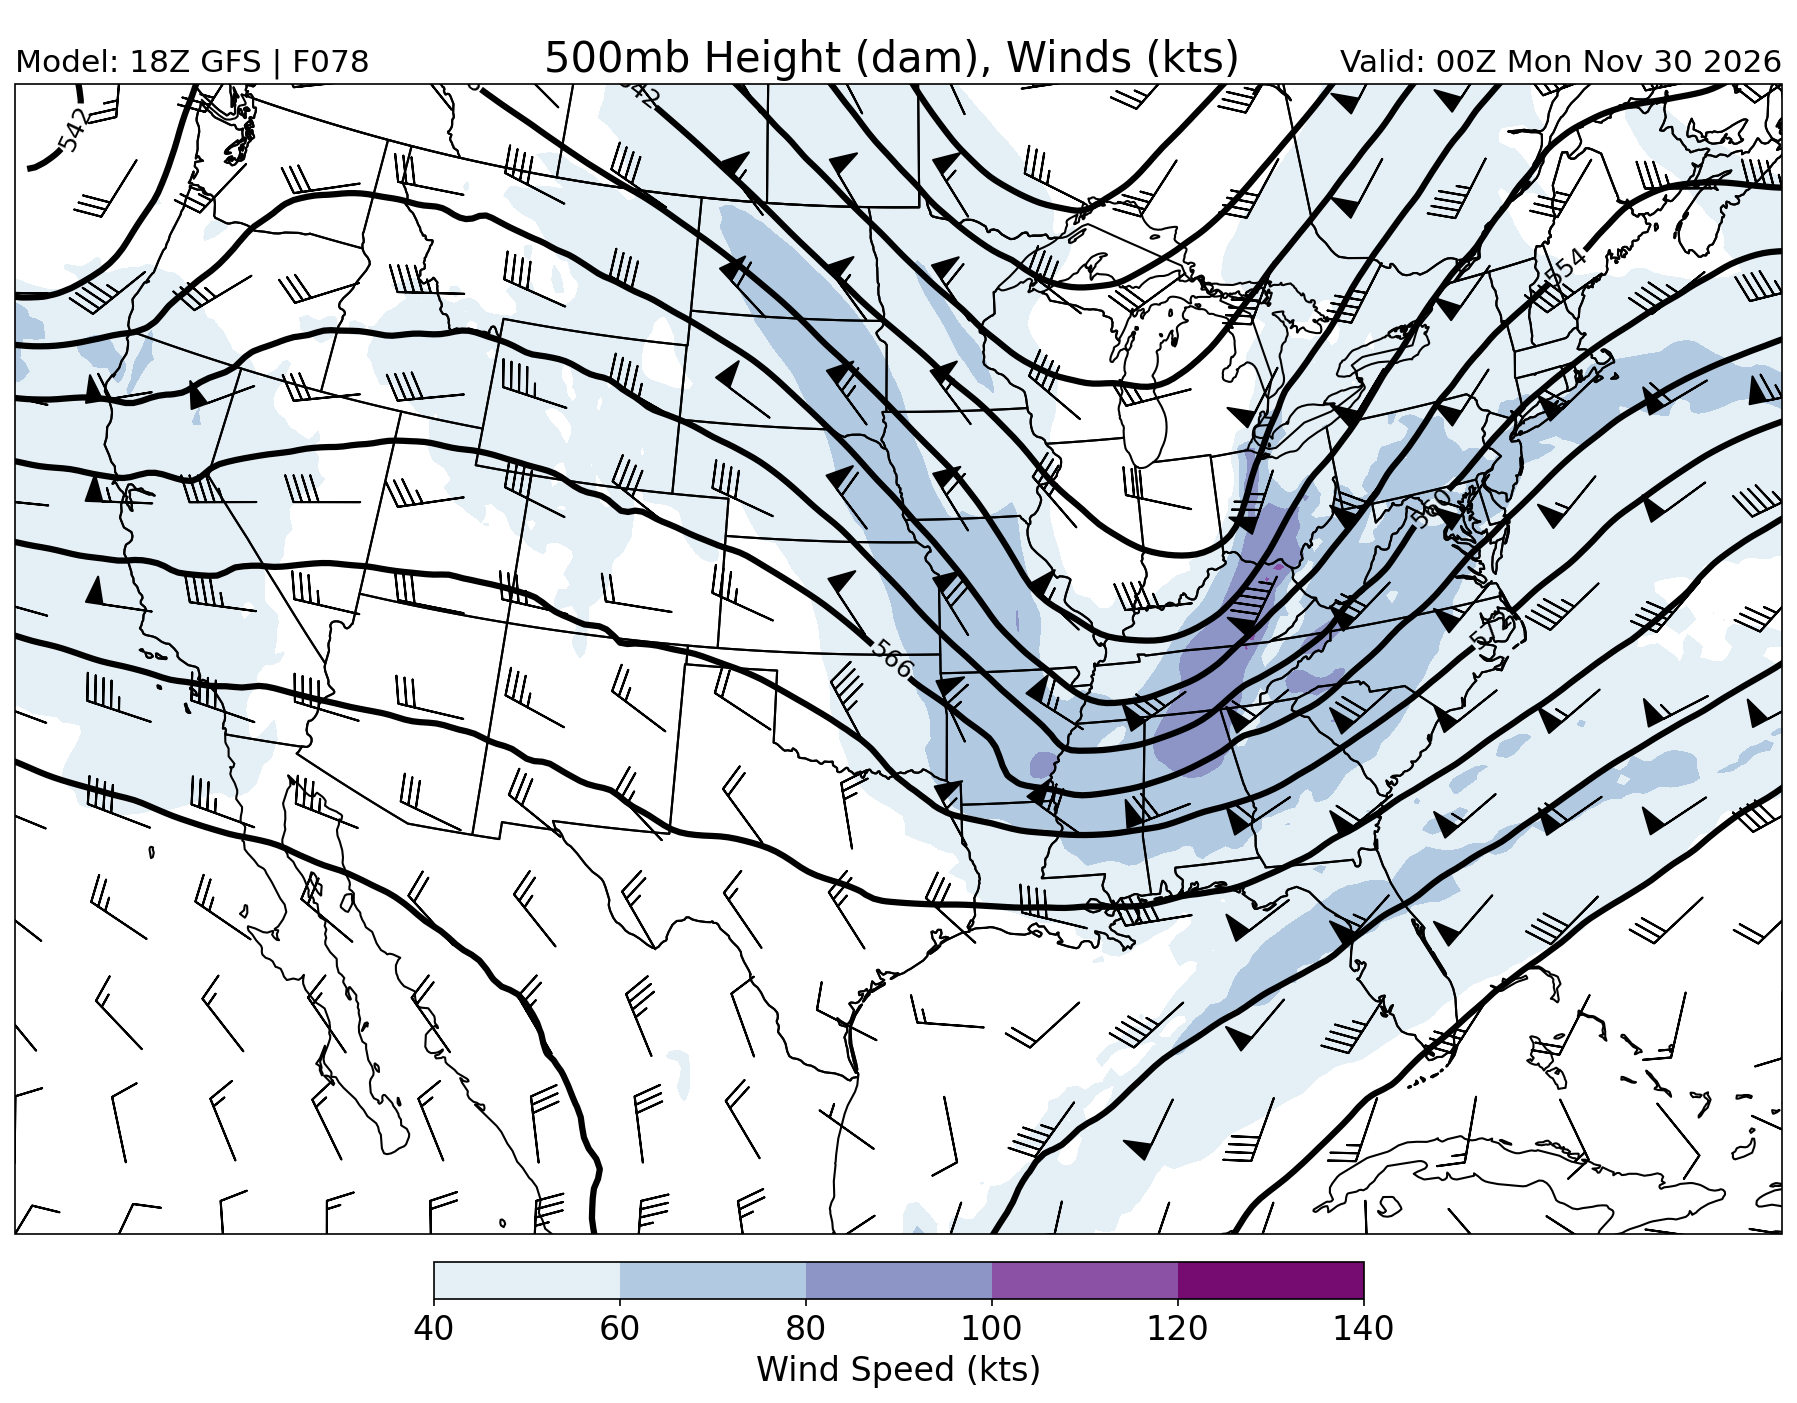 Model: 18Z GFS | F078
500mb Height (dam), Winds (kts)
Valid: 00Z Mon Nov 30 2026
542
542
554
560
566
40 60 80 100 120 140
Wind Speed (kts)